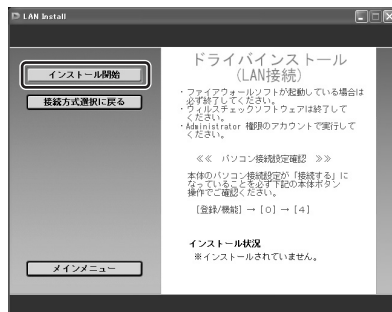 LAN Install
インストール開始
接続方式選択に戻る
メインメニュー
ドライバインストール
(LAN接続)
・ファイアウォールソフトが起動している場合は
必ず終了してください。
・ウィルスチェックソフトウェアは終了して
ください。
・Administrator 権限のアカウントで実行して
ください。
≪≪ パソコン接続設定確認 ≫≫
本体のパソコン接続設定が「接続する」に
なっていることを必ず下記の本体ボタン
操作でご確認ください。
[登録/機能] → [0] → [4]
インストール状況
※インストールされていません。